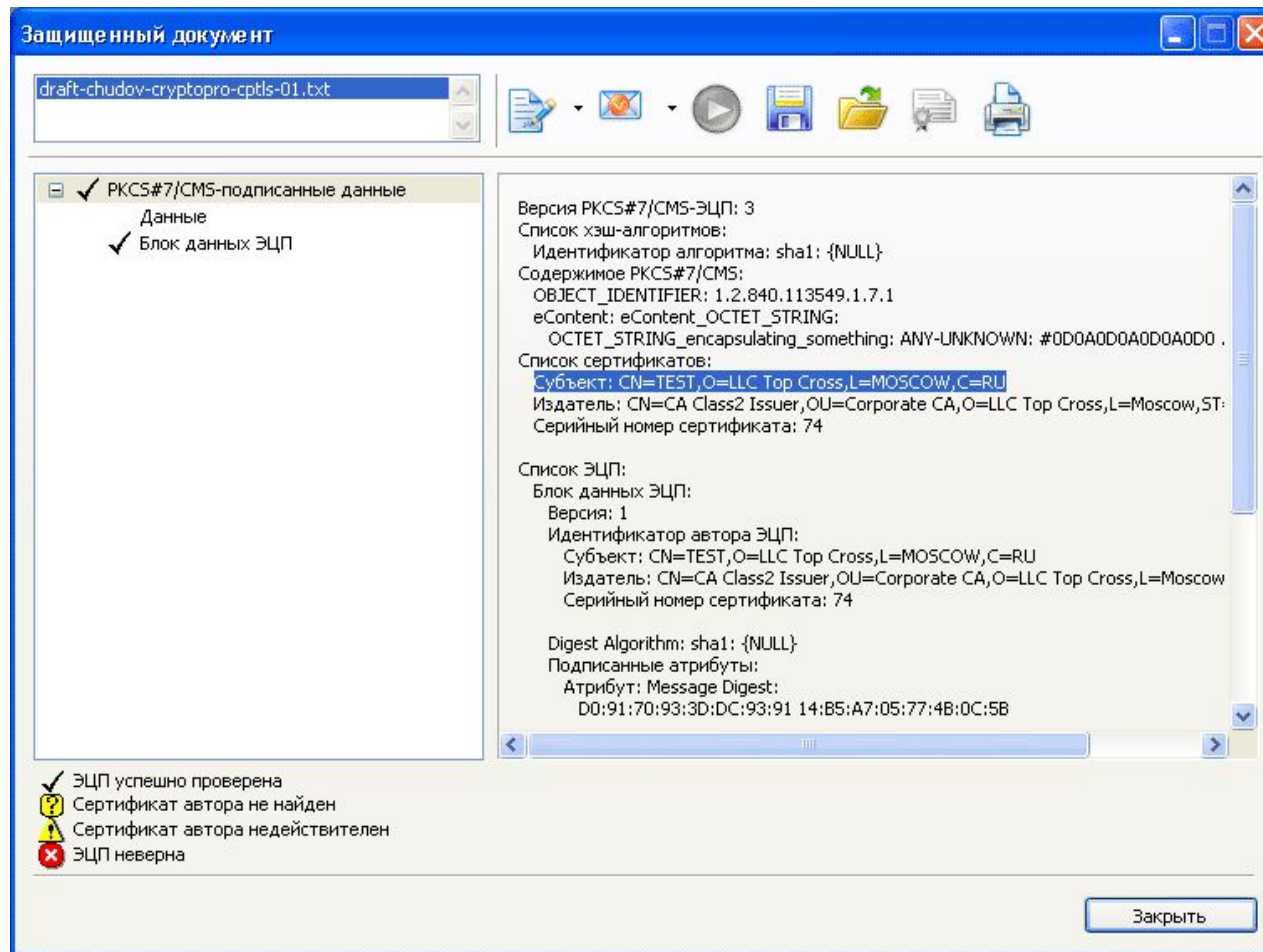 Защищенный документ
draft-chudov-cryptopro-cptls-01.txt
PKCS#7/CMS-подписанные данные
Данные
Блок данных ЭЦП
Версия PKCS#7/CMS-ЭЦП: 3
Список хэш-алгоритмов:
Идентификатор алгоритма: sha1: {NULL}
Содержимое PKCS#7/CMS:
OBJECT_IDENTIFIER: 1.2.840.113549.1.7.1
eContent: eContent_OCTET_STRING:
OCTET_STRING_encapsulating_something: ANY-UNKNOWN: #0D0A0D0A0D0A0D0 .
Список сертификатов:
Субъект: CN=TEST,O=LLC Top Cross,L=MOSCOW,C=RU
Издатель: CN=CA Class2 Issuer,OU=Corporate CA,O=LLC Top Cross,L=Moscow,ST=
Серийный номер сертификата: 74
Список ЭЦП:
Блок данных ЭЦП:
Версия: 1
Идентификатор автора ЭЦП:
Субъект: CN=TEST,O=LLC Top Cross,L=MOSCOW,C=RU
Издатель: CN=CA Class2 Issuer,OU=Corporate CA,O=LLC Top Cross,L=Moscow
Серийный номер сертификата: 74
Digest Algorithm: sha1: {NULL}
Подписанные атрибуты:
Атрибут: Message Digest:
D0:91:70:93:3D:DC:93:91 14:B5:A7:05:77:4B:0C:5B
ЭЦП успешно проверена
Сертификат автора не найден
Сертификат автора недействителен
ЭЦП неверна
Закрыть